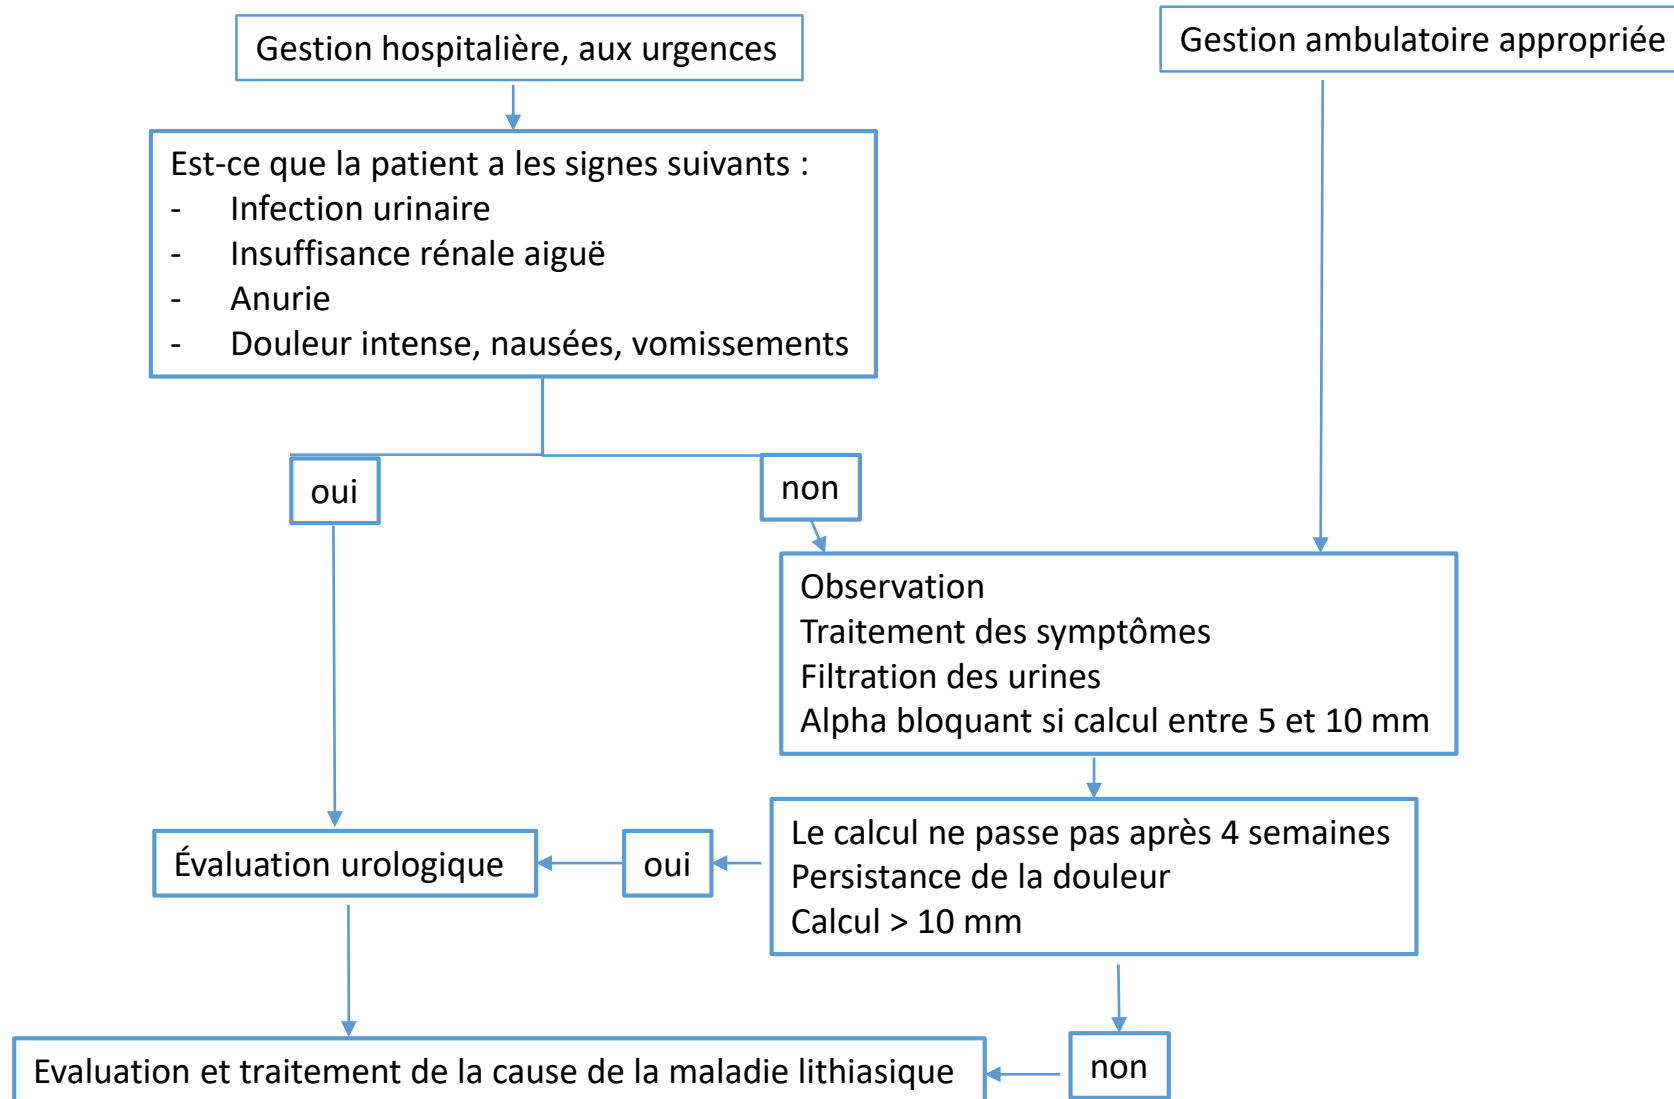 Gestion hospitalière, aux urgences
Gestion ambulatoire appropriée
Est-ce que la patient a les signes suivants :
- Infection urinaire
- Insuffisance rénale aiguë
- Anurie
- Douleur intense, nausées, vomissements
oui
non
Observation
Traitement des symptômes
Filtration des urines
Alpha bloquant si calcul entre 5 et 10 mm
Le calcul ne passe pas après 4 semaines
Persistance de la douleur
Calcul > 10 mm
oui
Évaluation urologique
non
Evaluation et traitement de la cause de la maladie lithiasique